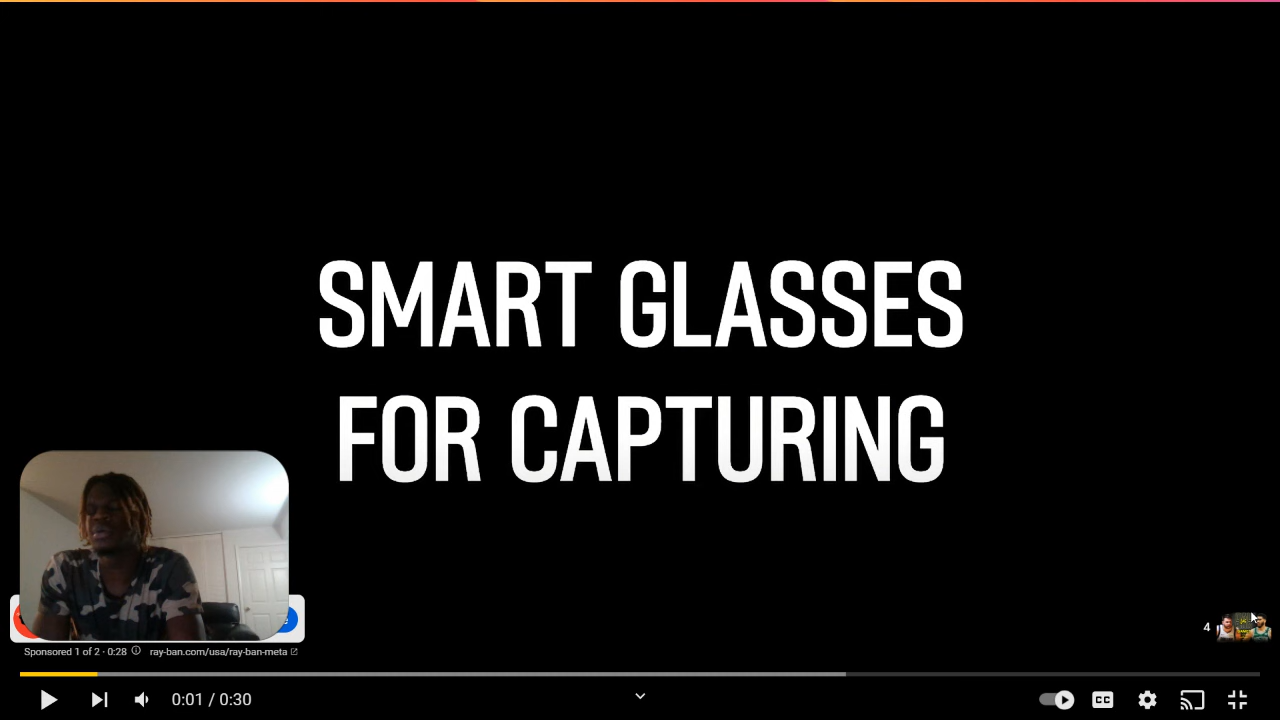 SMART GLASSES
FOR CAPTURING
4
Sponsored 1 of 2 · 0:28 ray-ban.com/usa/ray-ban-meta
0:01 / 0:30
CC